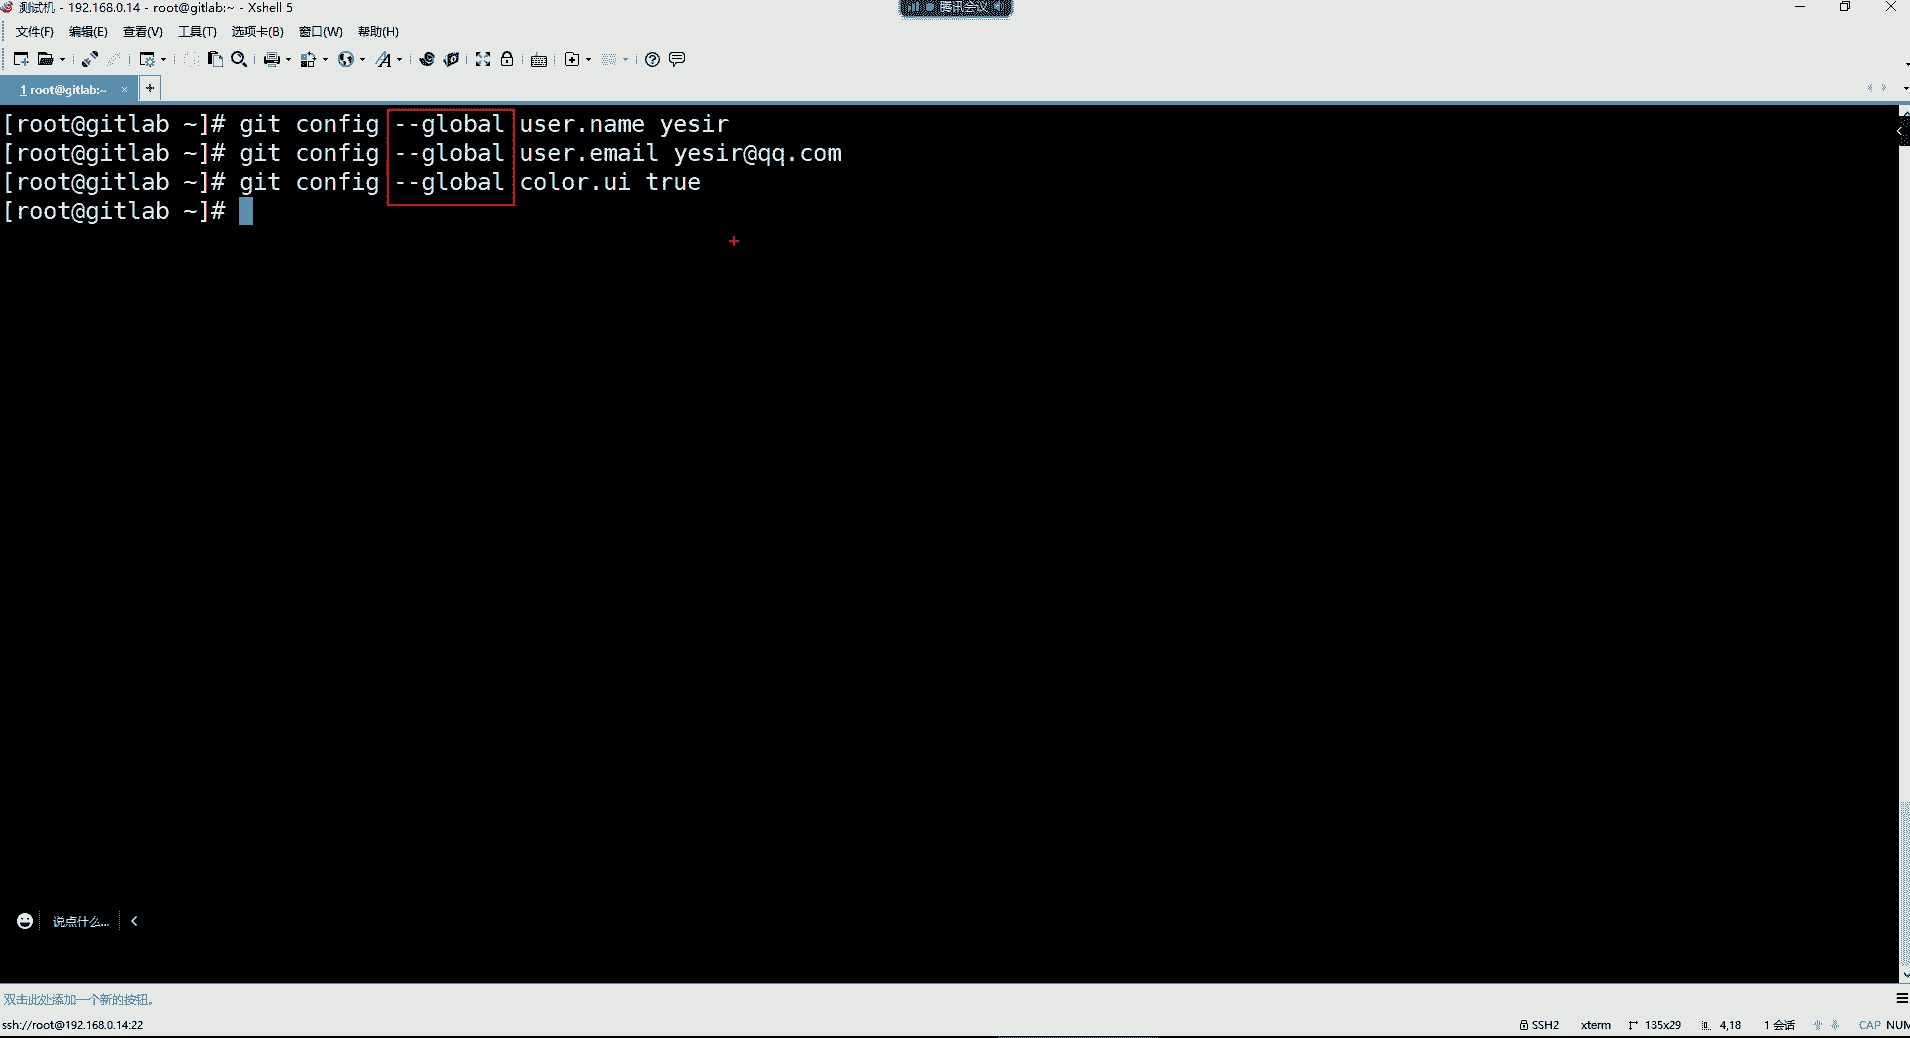 测试机 - 192.168.0.14 - root@gitlab:~ - Xshell 5
腾讯会议
文件(F) 编辑(E) 查看(V) 工具(T) 选项卡(B) 窗口(W) 帮助(H)
1 root@gitlab:~ × +
[root@gitlab ~]# git config --global user.name yesir
[root@gitlab ~]# git config --global user.email yesir@qq.com
[root@gitlab ~]# git config --global color.ui true
[root@gitlab ~]#
说点什么...
双击此处添加一个新的按钮。
ssh://root@192.168.0.14:22 SSH2 xterm 135x29 4,18 1 会话 CAP NUM